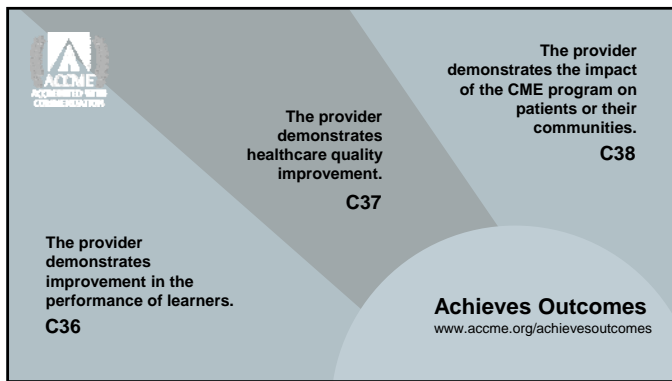 ACCME
ACCREDITED WITH
COMMENDATION
The provider
demonstrates
improvement in the
performance of learners.
C36
The provider
demonstrates
healthcare quality
improvement.
C37
The provider
demonstrates the impact
of the CME program on
patients or their
communities.
C38
Achieves Outcomes
www.accme.org/achievesoutcomes